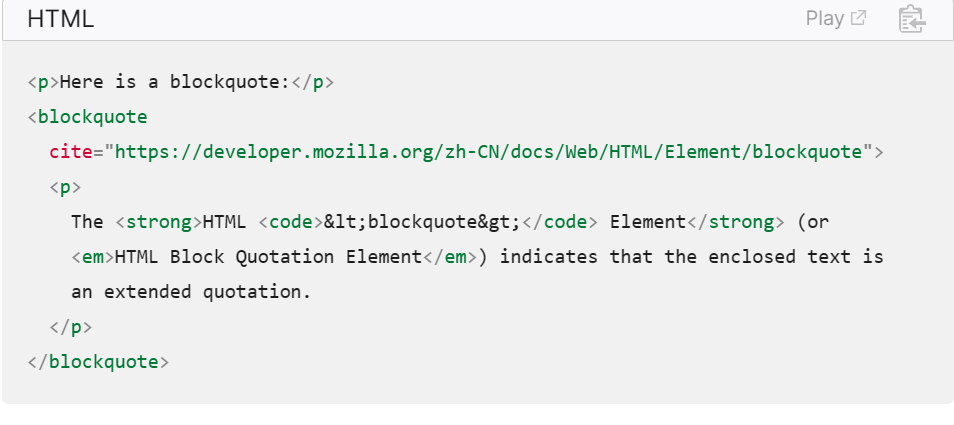 HTML
Play
<p>Here is a blockquote:</p>
<blockquote
  cite="https://developer.mozilla.org/zh-CN/docs/Web/HTML/Element/blockquote">
  <p>
    The <strong>HTML <code>&lt;blockquote&gt;</code> Element</strong> (or
    <em>HTML Block Quotation Element</em>) indicates that the enclosed text is
    an extended quotation.
  </p>
</blockquote>